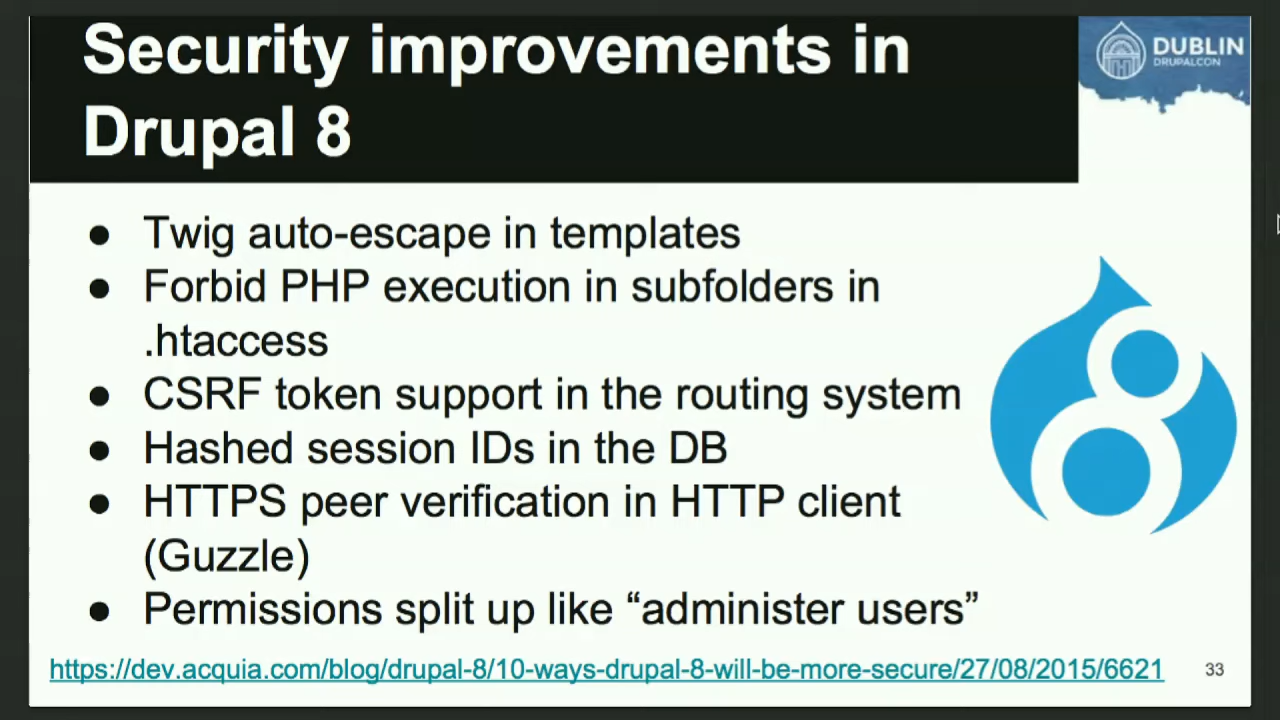 Security improvements in
Drupal 8
DUBLIN
DRUPALCON
● Twig auto-escape in templates
● Forbid PHP execution in subfolders in
.htaccess
● CSRF token support in the routing system
● Hashed session IDs in the DB
● HTTPS peer verification in HTTP client
(Guzzle)
● Permissions split up like “administer users”
https://dev.acquia.com/blog/drupal-8/10-ways-drupal-8-will-be-more-secure/27/08/2015/6621
33